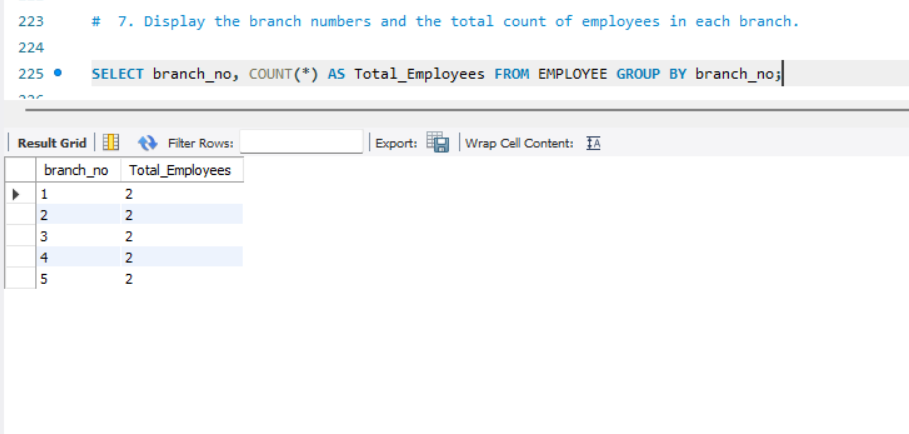 223 # 7. Display the branch numbers and the total count of employees in each branch.
224
225 SELECT branch_no, COUNT(*) AS Total_Employees FROM EMPLOYEE GROUP BY branch_no;
Result Grid Filter Rows: Export: Wrap Cell Content: IA
branch_no Total_Employees
1 2
2 2
3 2
4 2
5 2